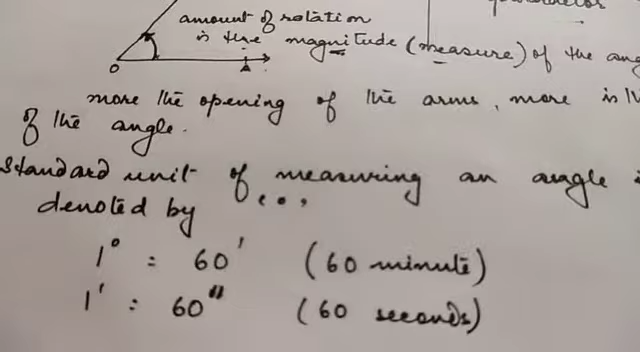 amount of rotation
is the magnitude (measure) of the ang
O A
more the opening of the arms, more is th
of the angle.
standard unit of measuring an angle i
denoted by "°"
1° : 60' (60 minute)
1' : 60" (60 seconds)